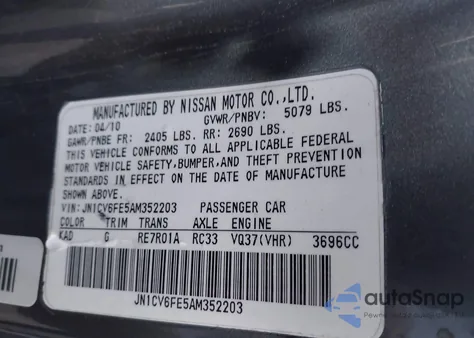 MANUFACTURED BY NISSAN MOTOR CO.,LTD.
DATE: 04/10 GVWR/PNBV: 5079 LBS.
GAWR/PNBE FR: 2405 LBS. RR: 2690 LBS.
THIS VEHICLE CONFORMS TO ALL APPLICABLE FEDERAL
MOTOR VEHICLE SAFETY,BUMPER,AND THEFT PREVENTION
STANDARDS IN EFFECT ON THE DATE OF MANUFACTURE
SHOWN ABOVE.
VIN: JN1CV6FE5AM352203 PASSENGER CAR
COLOR TRIM TRANS AXLE ENGINE
KAD G RE7R01A RC33 VQ37(VHR) 3696CC
JN1CV6FE5AM352203
autoSnap